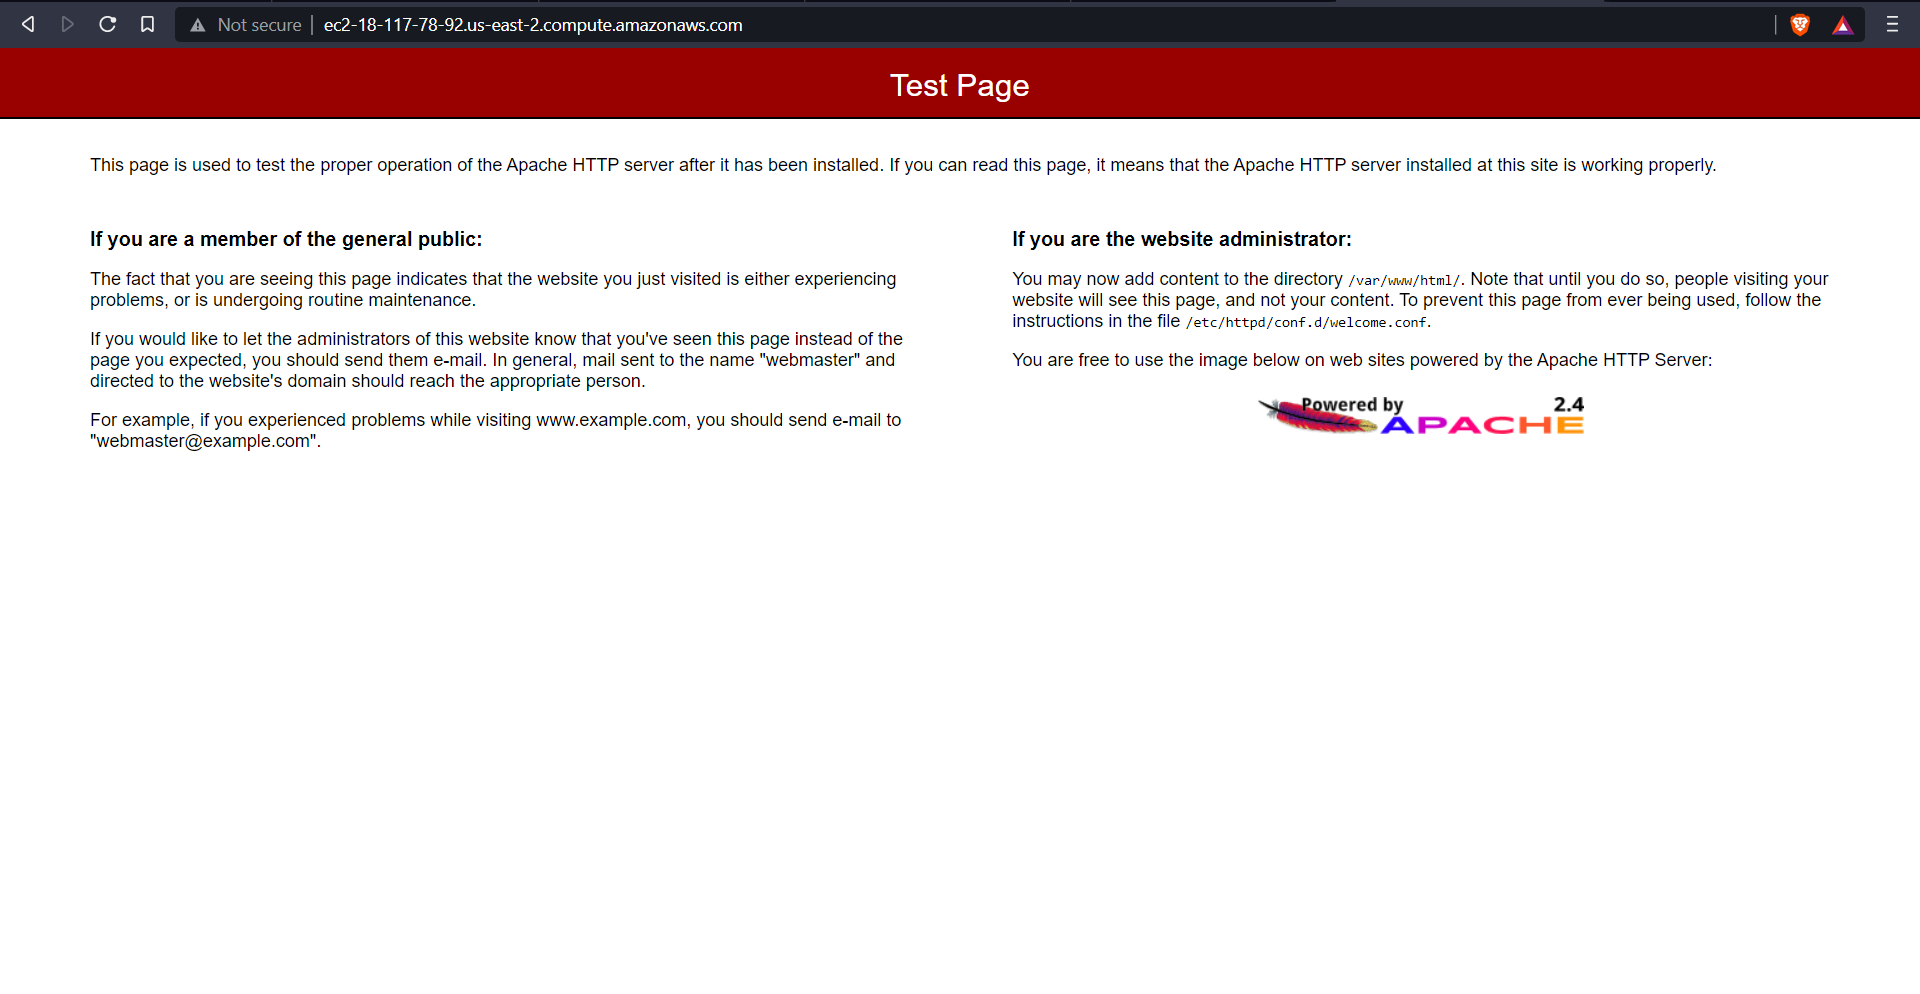 Not secure | ec2-18-117-78-92.us-east-2.compute.amazonaws.com
Test Page
This page is used to test the proper operation of the Apache HTTP server after it has been installed. If you can read this page, it means that the Apache HTTP server installed at this site is working properly.
If you are a member of the general public:
The fact that you are seeing this page indicates that the website you just visited is either experiencing
problems, or is undergoing routine maintenance.
If you would like to let the administrators of this website know that you've seen this page instead of the
page you expected, you should send them e-mail. In general, mail sent to the name "webmaster" and
directed to the website's domain should reach the appropriate person.
For example, if you experienced problems while visiting www.example.com, you should send e-mail to
"webmaster@example.com".
If you are the website administrator:
You may now add content to the directory /var/www/html/. Note that until you do so, people visiting your
website will see this page, and not your content. To prevent this page from ever being used, follow the
instructions in the file /etc/httpd/conf.d/welcome.conf.
You are free to use the image below on web sites powered by the Apache HTTP Server:
Powered by 2.4
APACHE